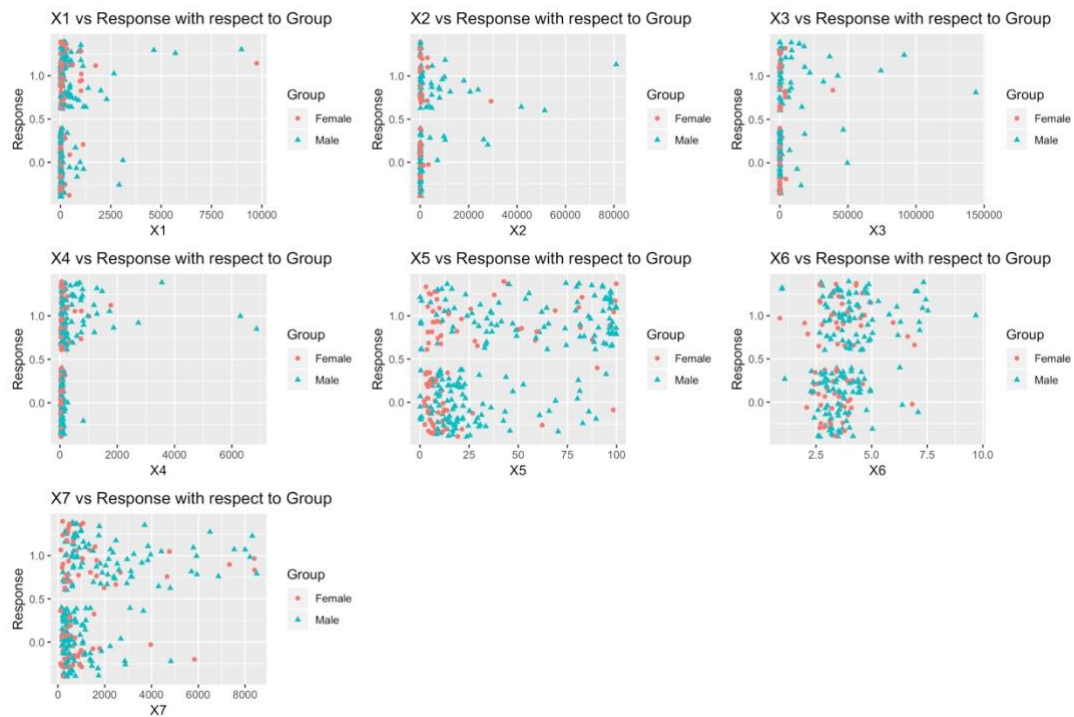 X1 vs Response with respect to Group
Response
1.0
0.5
0.0
0
2500
5000
7500
10000
X1
Group
Female
Male
X2 vs Response with respect to Group
Response
1.0
0.5
0.0
0
20000
40000
60000
80000
X2
Group
Female
Male
X3 vs Response with respect to Group
Response
1.0
0.5
0.0
0
50000
100000
150000
X3
Group
Female
Male
X4 vs Response with respect to Group
Response
1.0
0.5
0.0
0
2000
4000
6000
X4
Group
Female
Male
X5 vs Response with respect to Group
Response
1.0
0.5
0.0
0
25
50
75
100
X5
Group
Female
Male
X6 vs Response with respect to Group
Response
1.0
0.5
0.0
2.5
5.0
7.5
10.0
X6
Group
Female
Male
X7 vs Response with respect to Group
Response
1.0
0.5
0.0
0
2000
4000
6000
8000
X7
Group
Female
Male